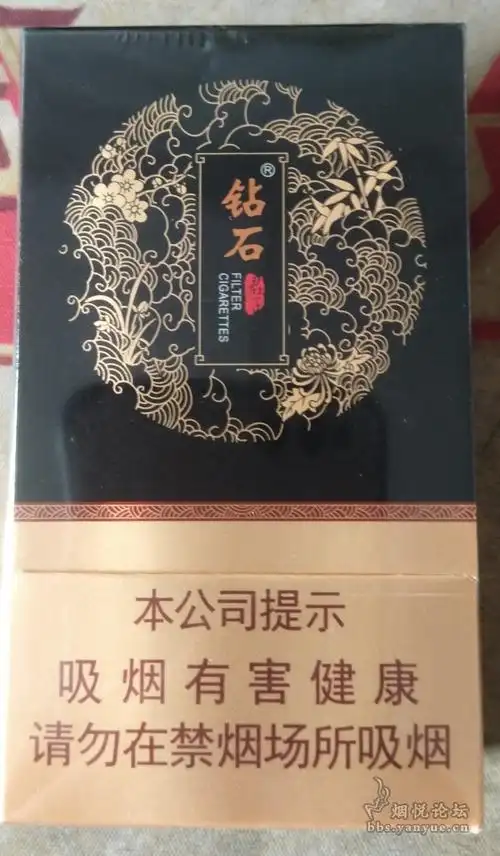 钻石®
FILTER
CIGARETTES
本公司提示
吸烟有害健康
请勿在禁烟场所吸烟
烟悦论坛
bbs.yanyue.cn